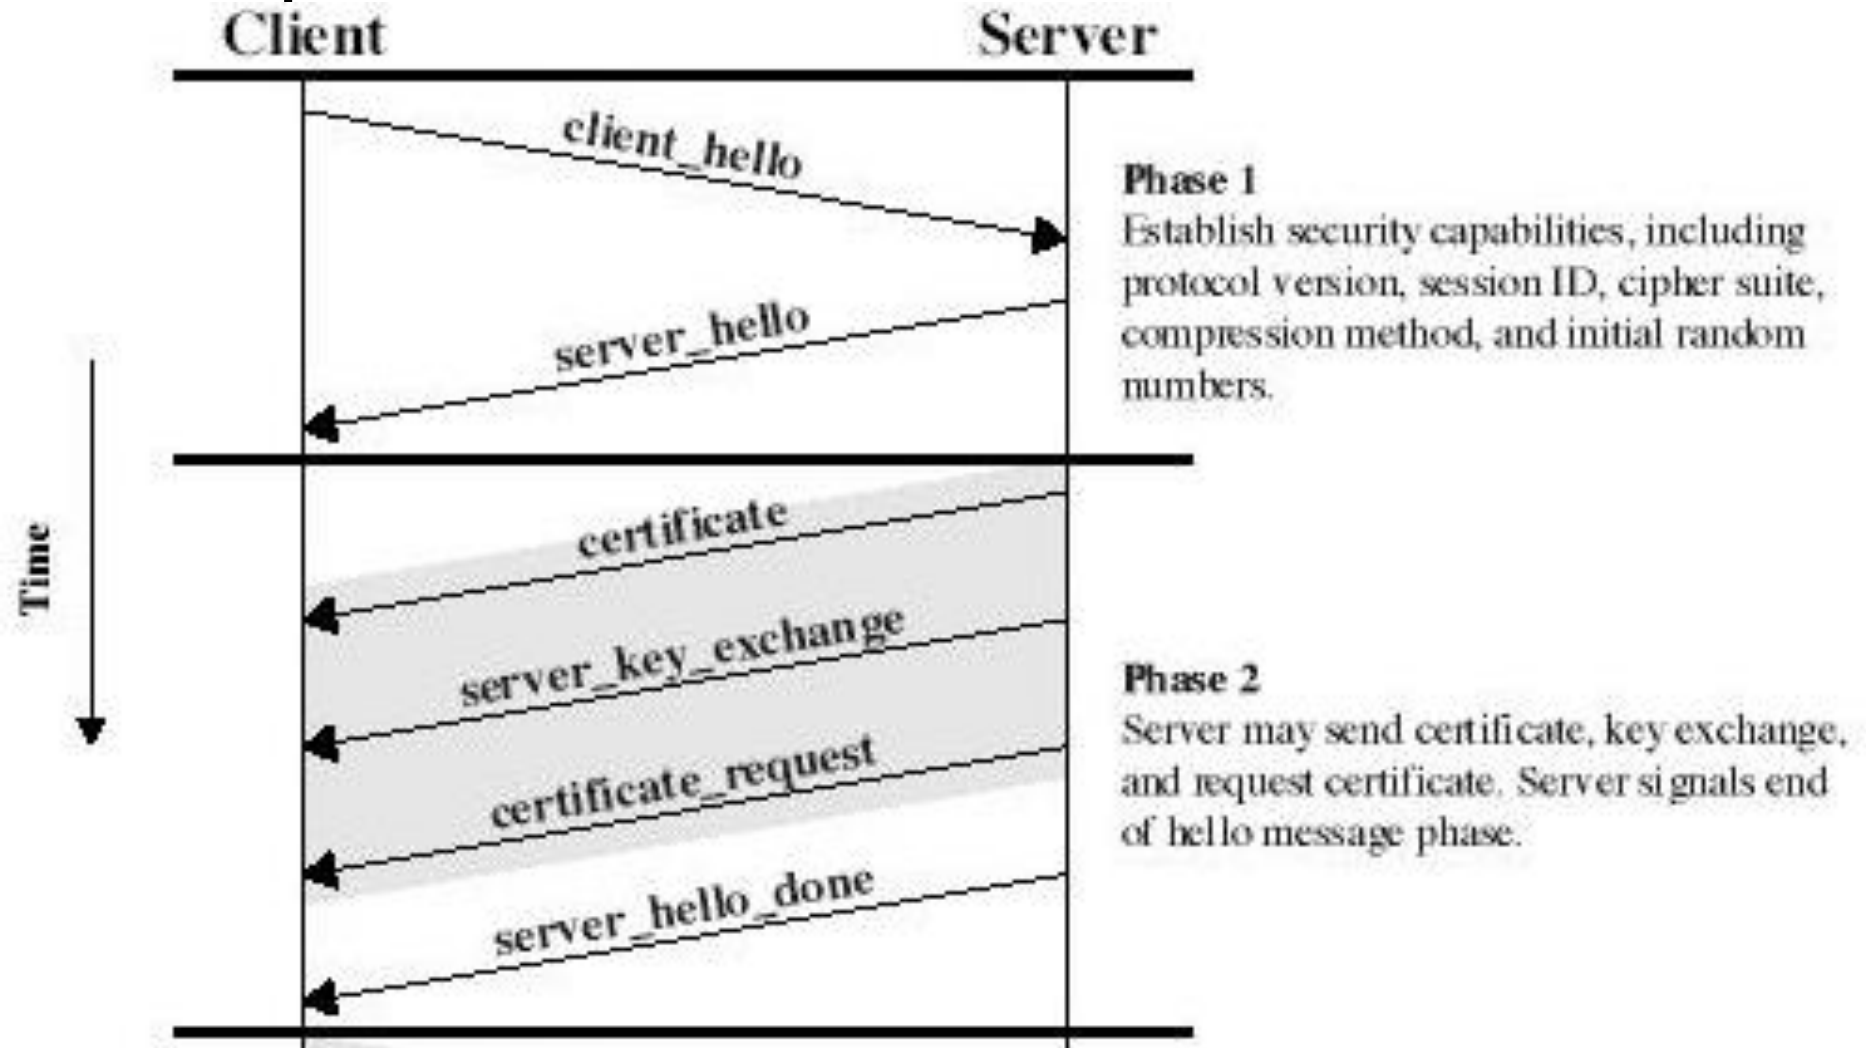 Client
Server
client_hello
Phase 1
Establish security capabilities, including
protocol version, session ID, cipher suite,
compression method, and initial random
numbers.
server_hello
Time
certificate
server_key_exchange
certificate_request
server_hello_done
Phase 2
Server may send certificate, key exchange,
and request certificate. Server signals end
of hello message phase.